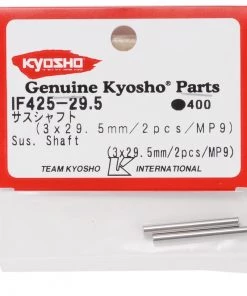 KYOSHO
Genuine Kyosho® Parts
IF425-29.5 ●400
サスシャフト
(3x29.5mm/2pcs/MP9)
Sus. Shaft
(3x29.5mm/2pcs/MP9)
TEAM KYOSHO K INTERNATIONAL